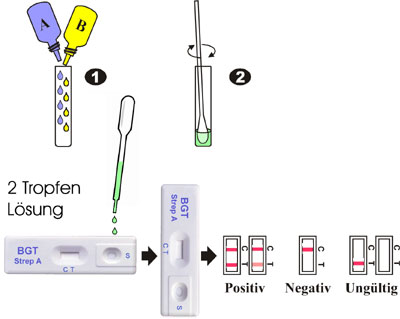 A B
1
2
2 Tropfen
Lösung
BGT
Strep A
C T
S
BGT
Strep A
C T
S
C T
C T
C T
C T
C T
Positiv Negativ Ungültig